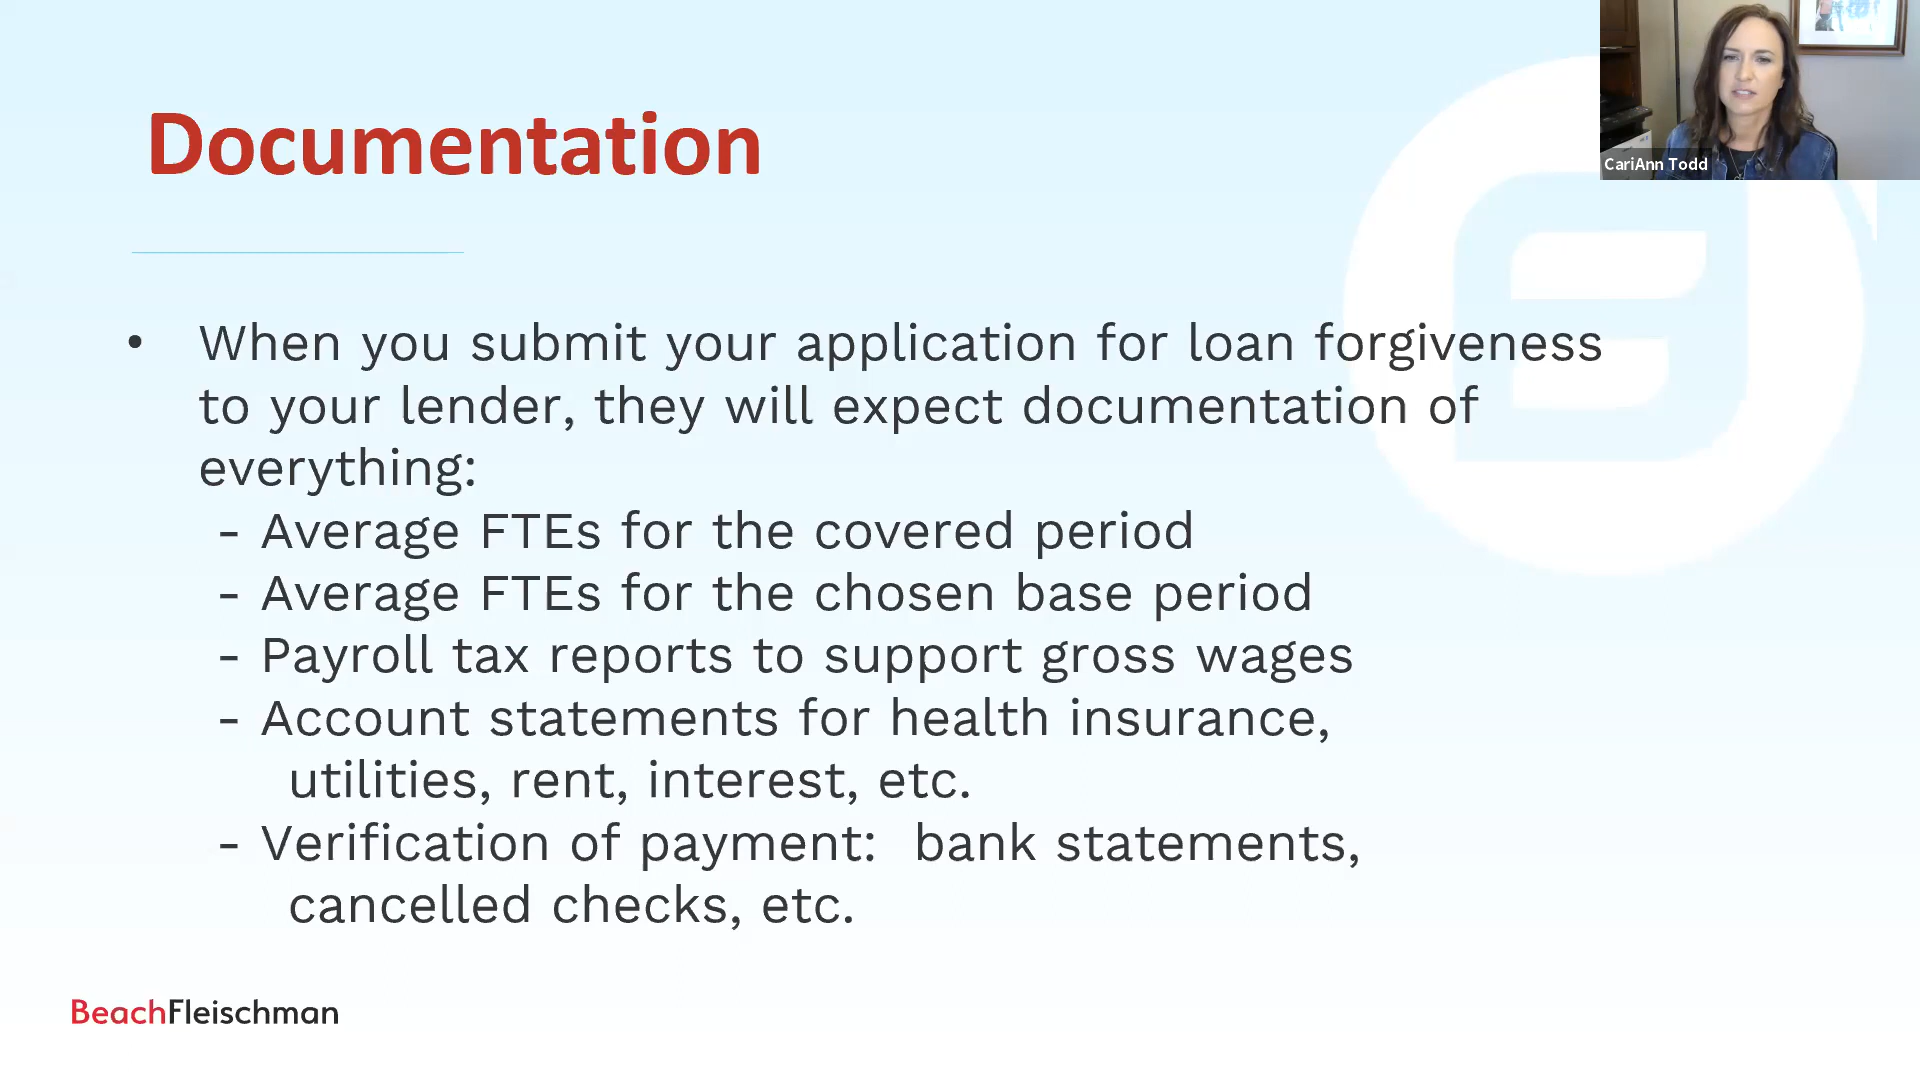 Documentation
CariAnn Todd
• When you submit your application for loan forgiveness
to your lender, they will expect documentation of
everything:
- Average FTEs for the covered period
- Average FTEs for the chosen base period
- Payroll tax reports to support gross wages
- Account statements for health insurance,
utilities, rent, interest, etc.
- Verification of payment:  bank statements,
cancelled checks, etc.
BeachFleischman